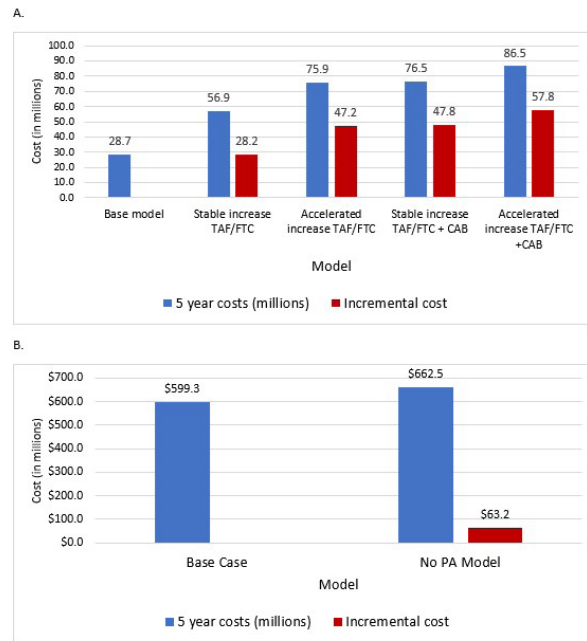 A.
100.0
90.0
80.0
70.0
60.0
50.0
40.0
30.0
20.0
10.0
0.0
Cost (in millions)
28.7
56.9
28.2
75.9
47.2
76.5
47.8
86.5
57.8
Base model
Stable increase
TAF/FTC
Accelerated
increase TAF/FTC
Stable increase
TAF/FTC + CAB
Accelerated
increase TAF/FTC
+CAB
Model
5 year costs (millions)
Incremental cost
B.
$700.0
$600.0
$500.0
$400.0
$300.0
$200.0
$100.0
$0.0
Cost (in millions)
$599.3
$662.5
$63.2
Base Case
No PA Model
Model
5 year costs (millions)
Incremental cost